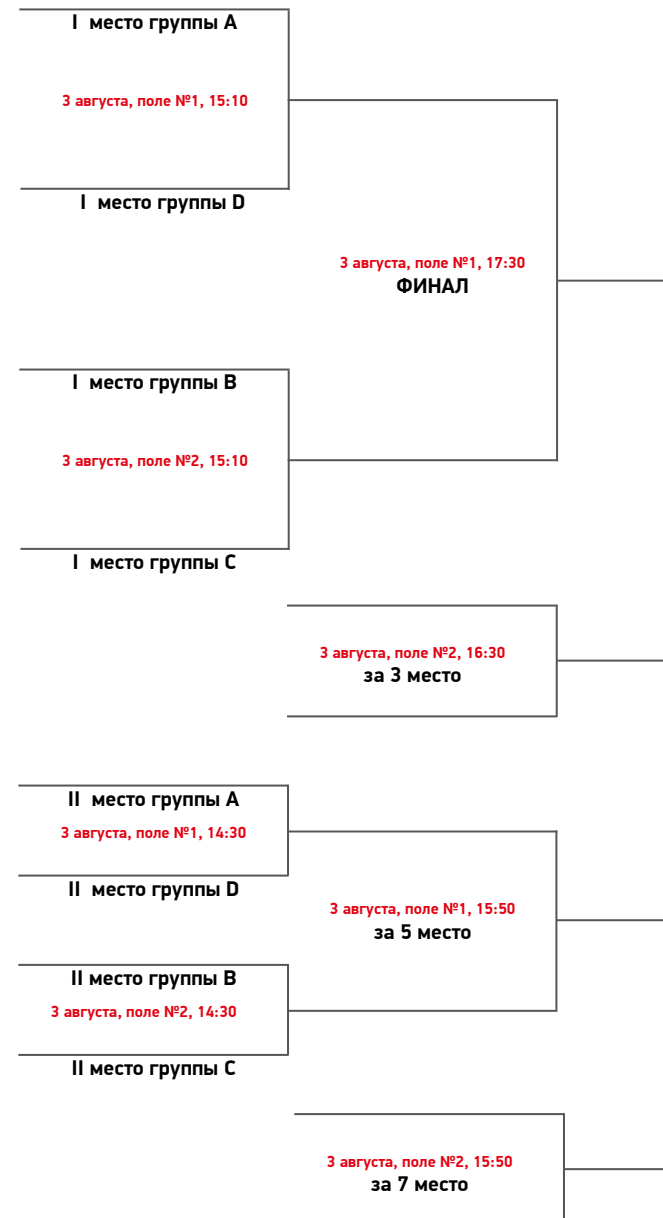 I место группы A
3 августа, поле №1, 15:10
I место группы D
3 августа, поле №1, 17:30
ФИНАЛ
I место группы B
3 августа, поле №2, 15:10
I место группы C
3 августа, поле №2, 16:30
за 3 место
II место группы A
3 августа, поле №1, 14:30
II место группы D
3 августа, поле №1, 15:50
за 5 место
II место группы B
3 августа, поле №2, 14:30
II место группы C
3 августа, поле №2, 15:50
за 7 место